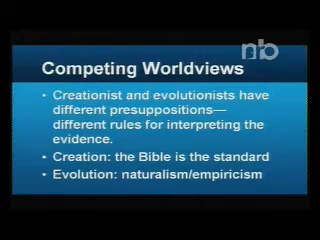 nb
Competing Worldviews
• Creationist and evolutionists have
different presuppositions—
different rules for interpreting the
evidence.
• Creation: the Bible is the standard
• Evolution: naturalism/empiricism